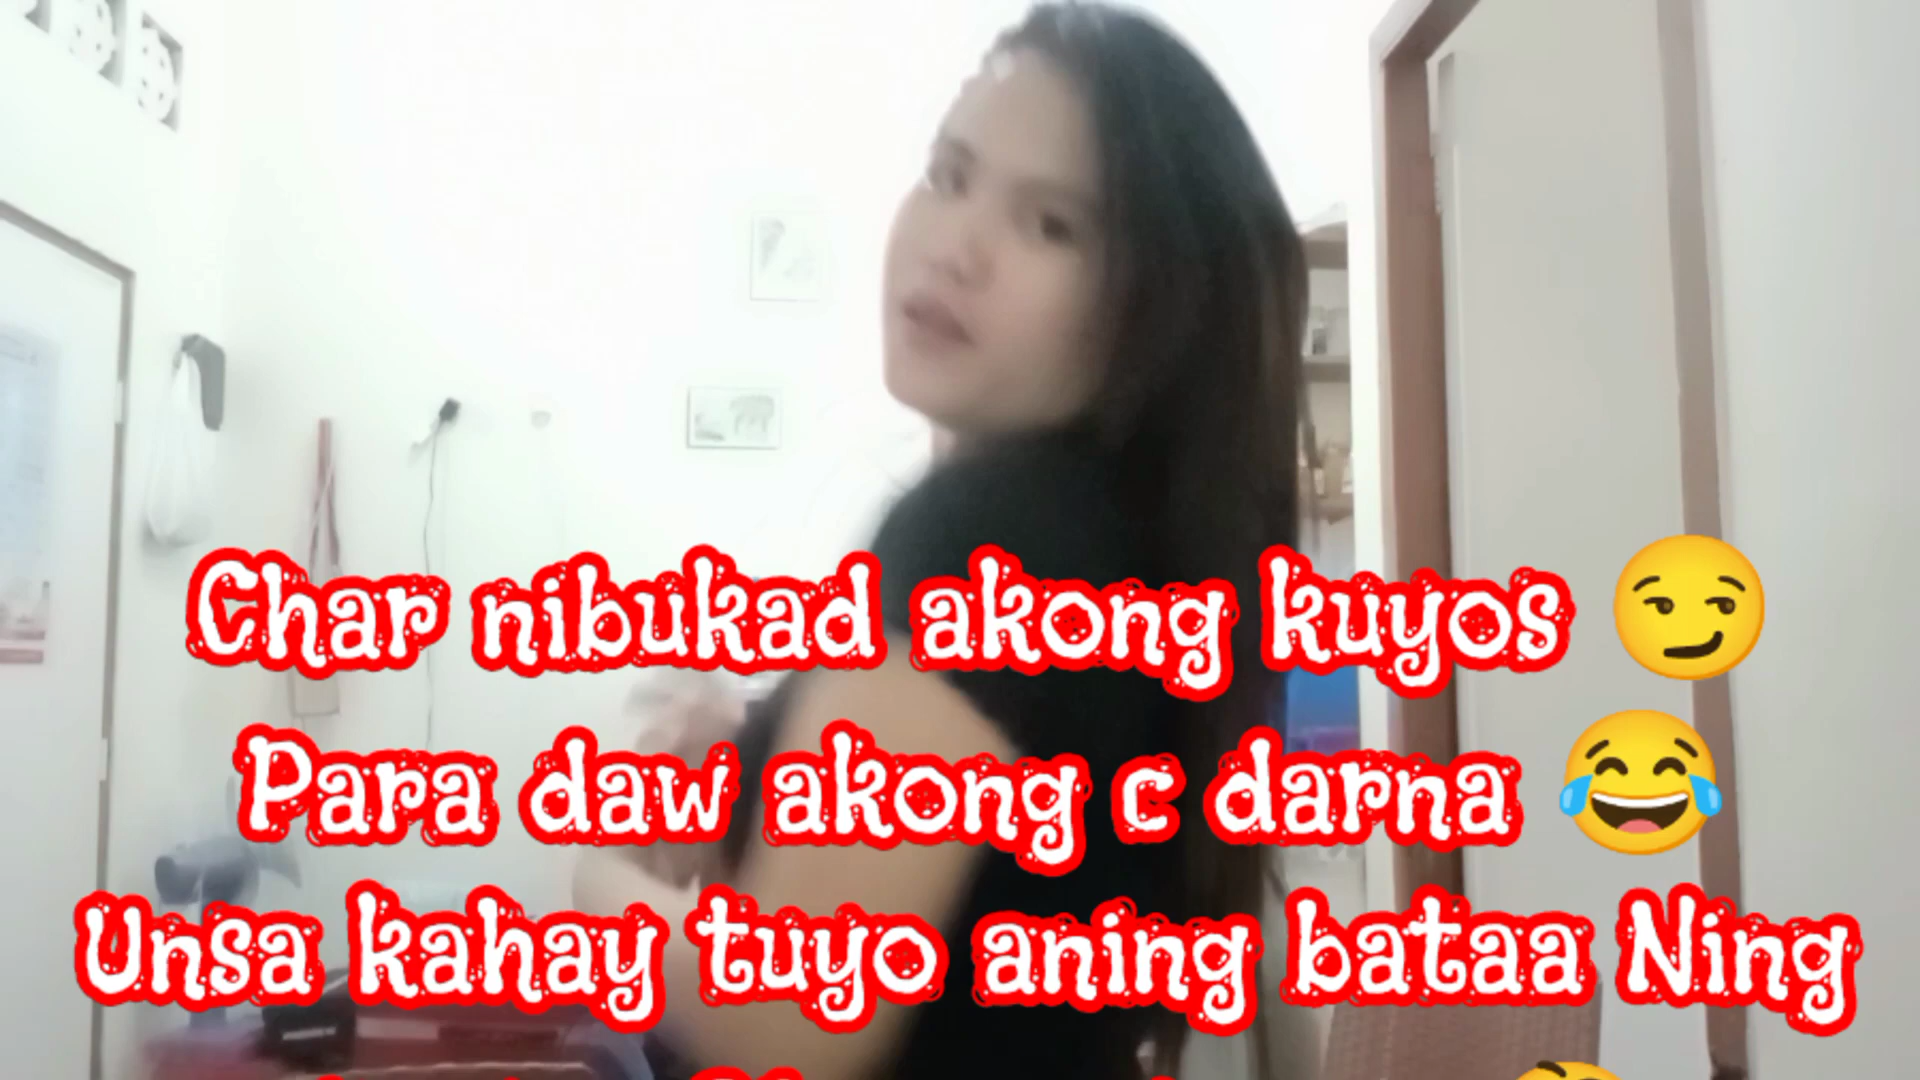 Char nibukad akong kuyos 😏
Para daw akong c darna 😂
Unsa kahay tuyo aning bataa Ning